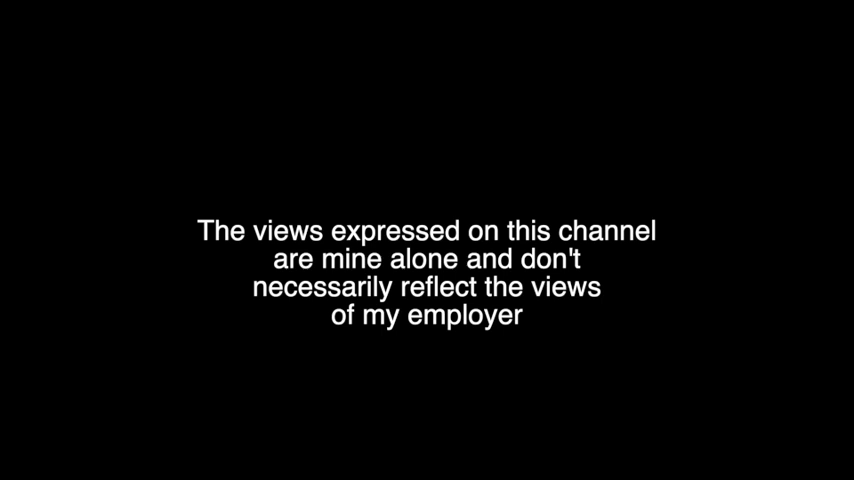 The views expressed on this channel
are mine alone and don't
necessarily reflect the views
of my employer